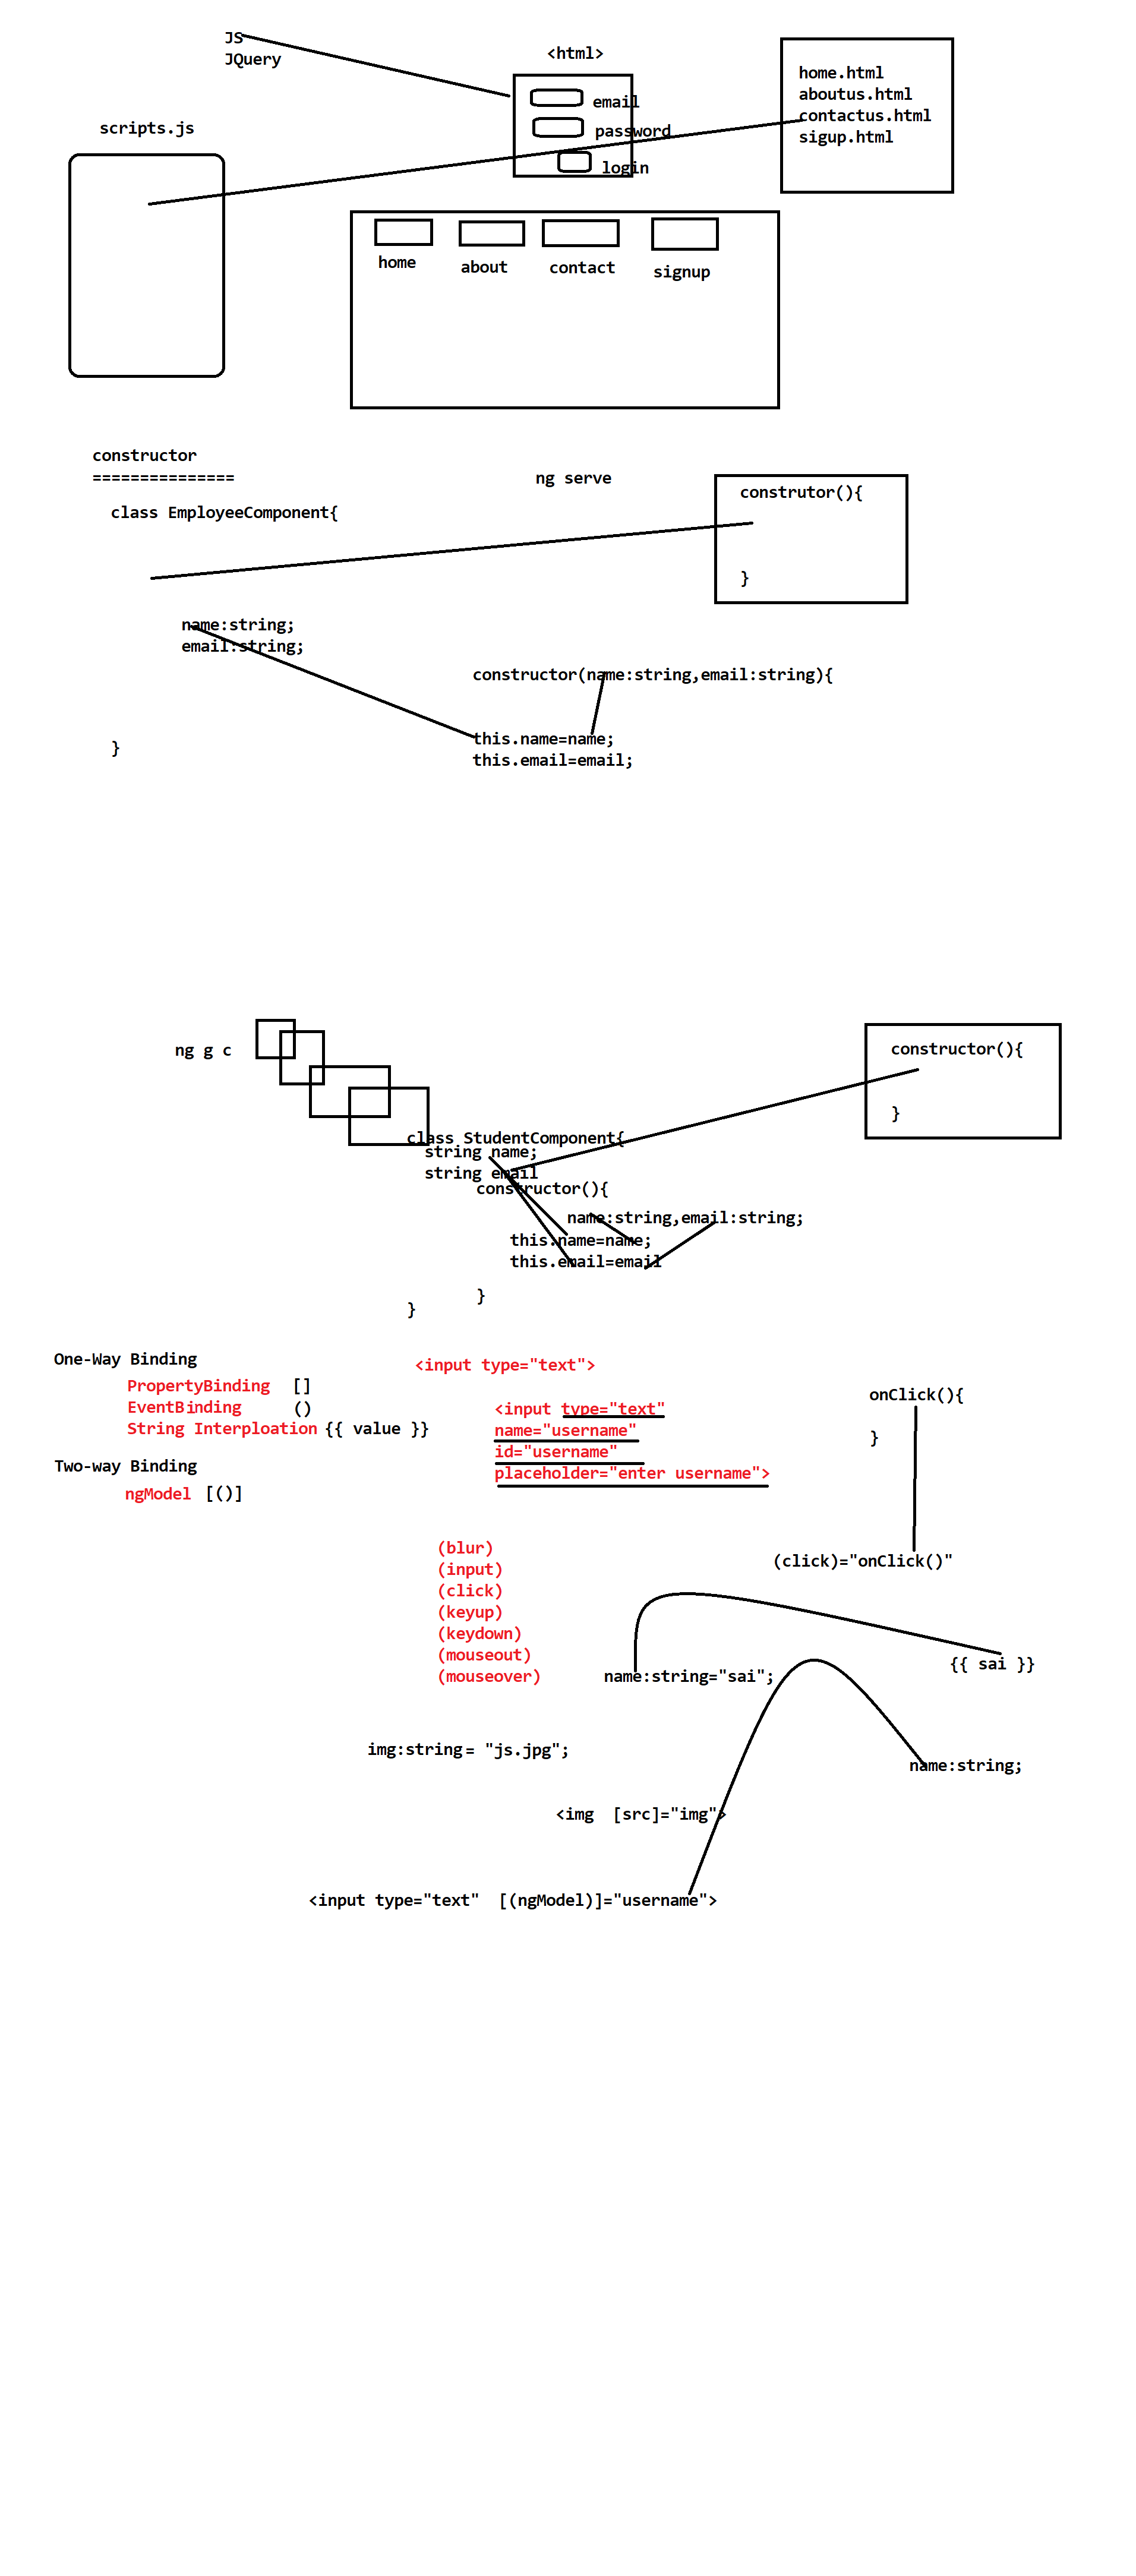 JS
JQuery
<html>
home.html
aboutus.html
contactus.html
sigup.html
email
password
login
scripts.js
home
about
contact
signup
constructor
===============
ng serve
construtor(){
}
class EmployeeComponent{
name:string;
email:string;
constructor(name:string,email:string){
this.name=name;
this.email=email;
}
ng g c
constructor(){
}
class StudentComponent{
string name;
string email
constructor(){
name:string,email:string;
this.name=name;
this.email=email
}
}
One-Way Binding
PropertyBinding []
EventBinding ()
String Interploation {{ value }}
Two-way Binding
ngModel [()]
<input type="text">
<input type="text"
name="username"
id="username"
placeholder="enter username">
onClick(){
}
(click)="onClick()"
(blur)
(input)
(click)
(keyup)
(keydown)
(mouseout)
(mouseover)
name:string="sai";
{{ sai }}
img:string= "js.jpg";
name:string;
<img  [src]="img">
<input type="text"  [(ngModel)]="username">